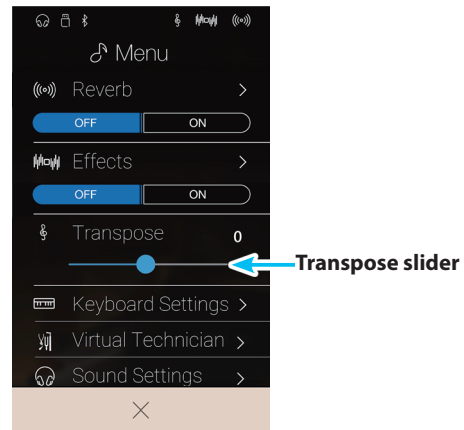 Menu
Reverb
OFF ON
Effects
OFF ON
Transpose 0
Transpose slider
Keyboard Settings
Virtual Technician
Sound Settings